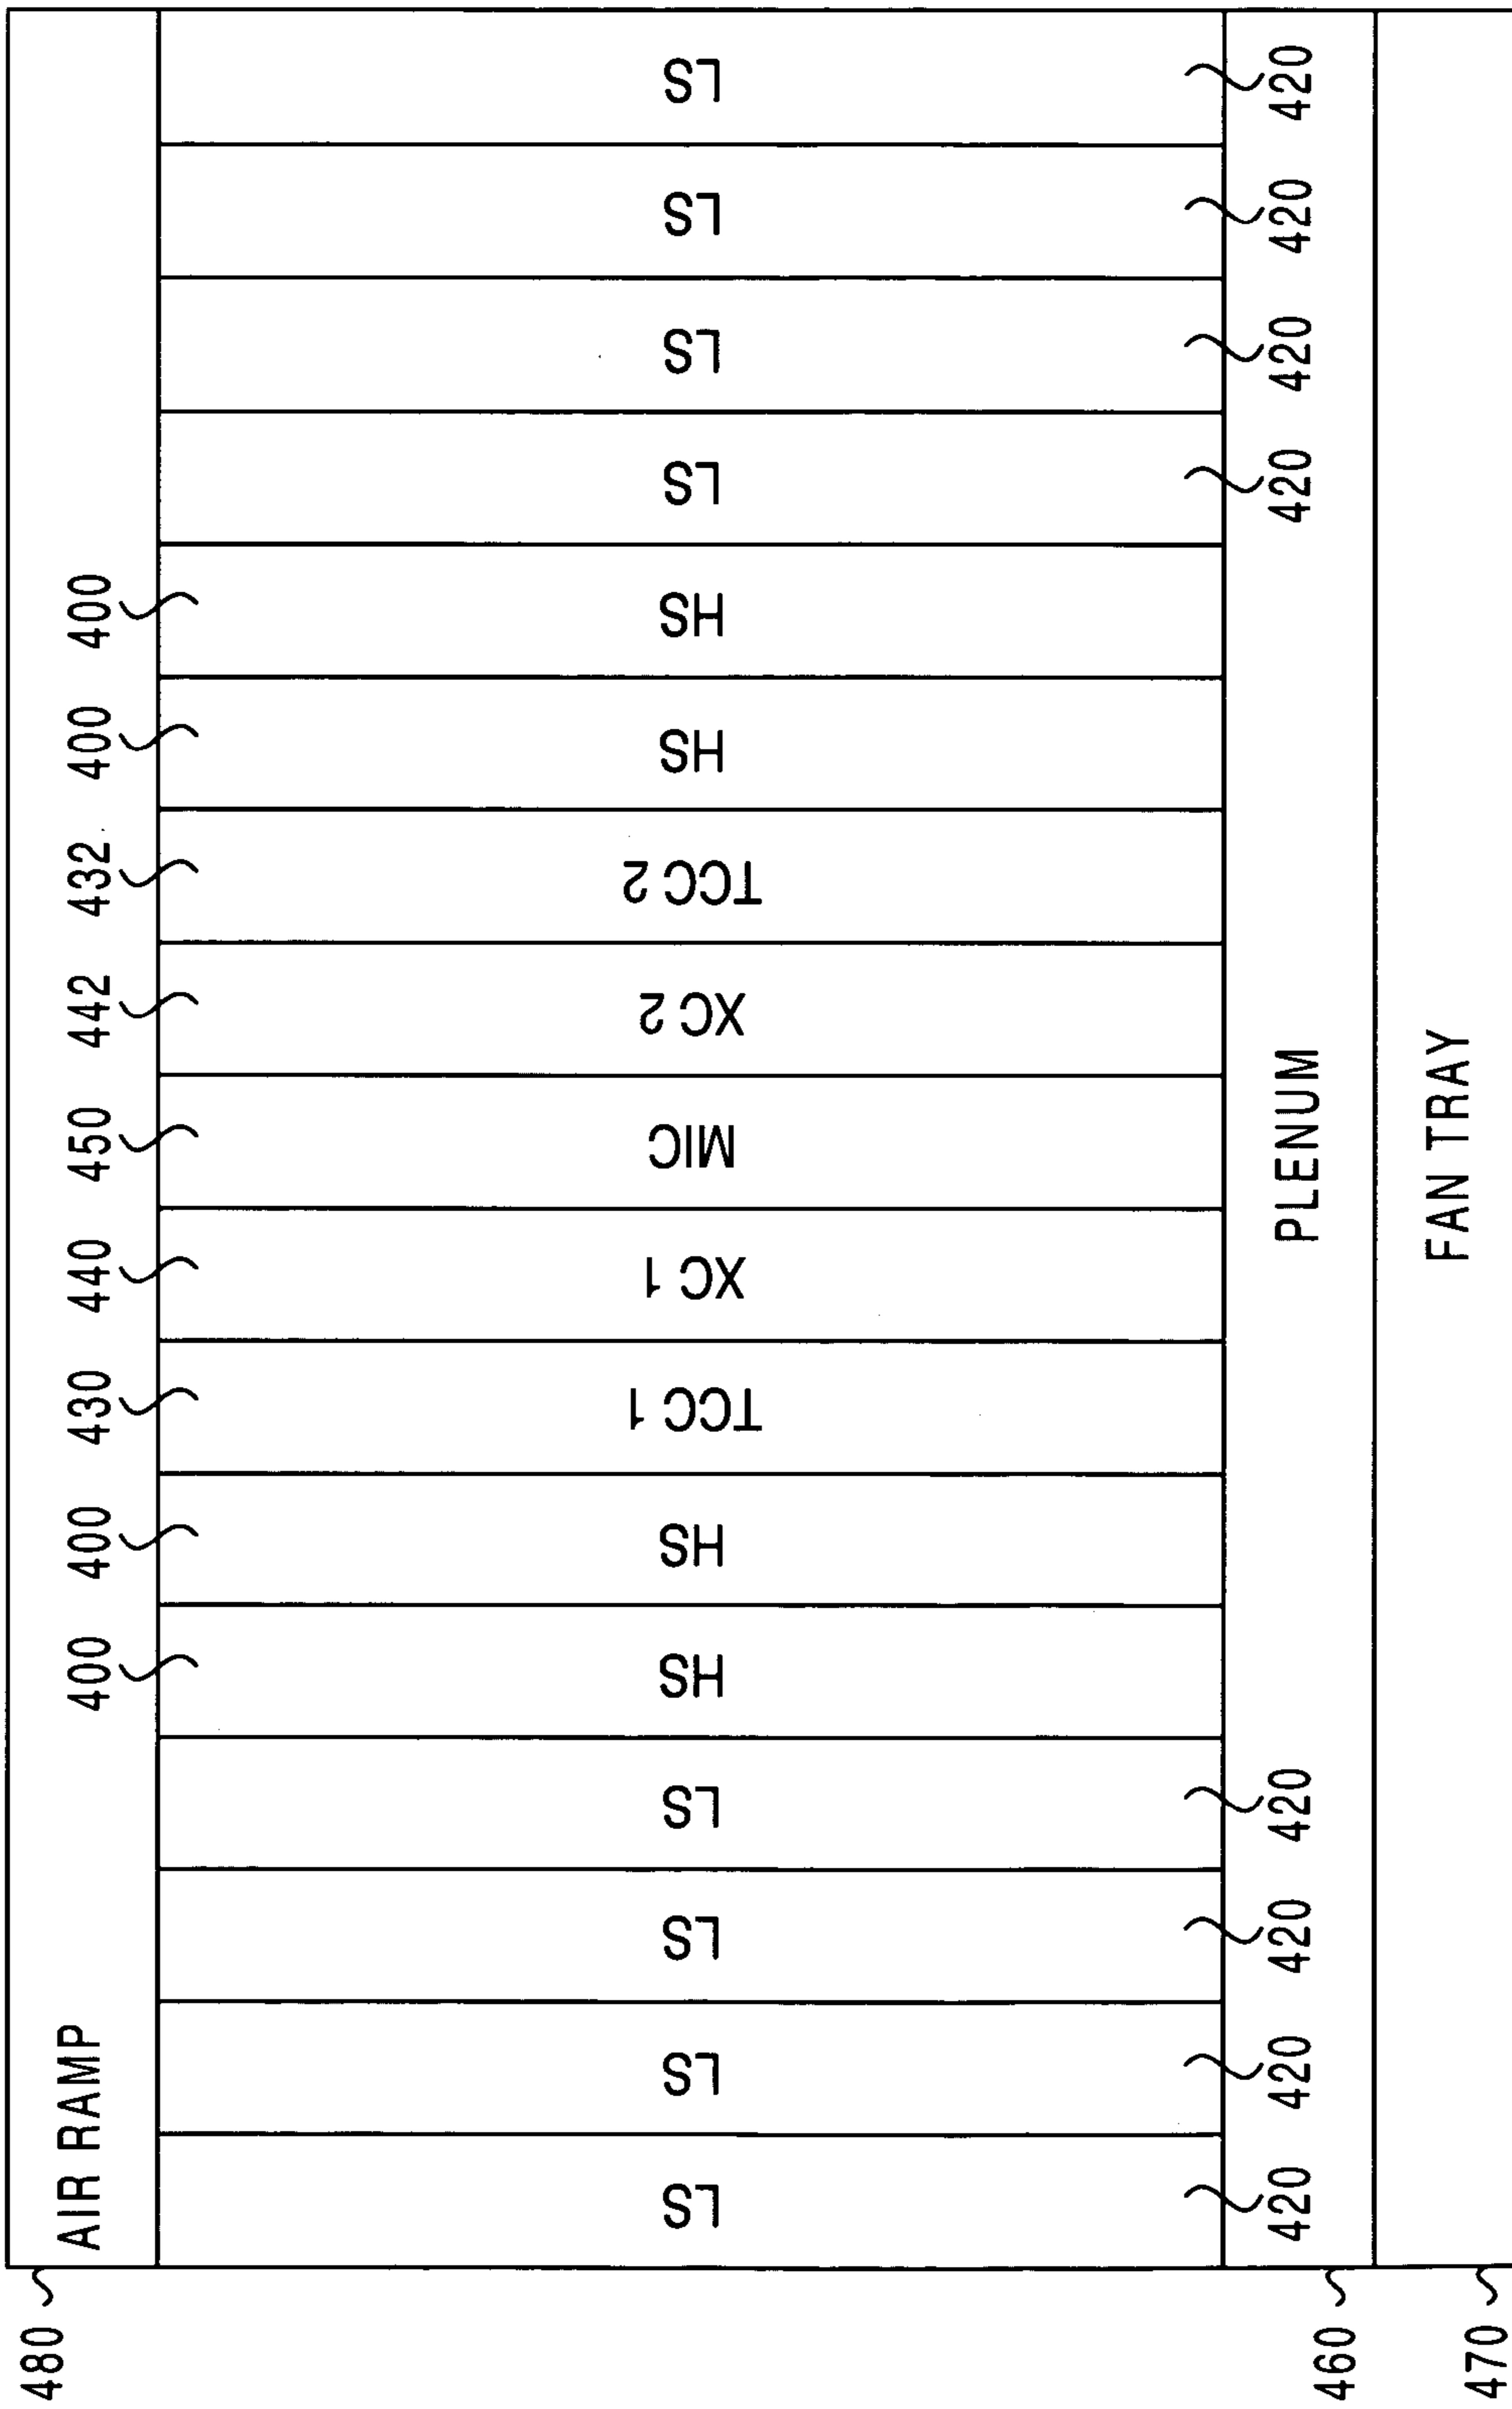 480
AIR RAMP
400 400 430 440 450 442 432 400 400
LS
LS
LS
LS
HS
HS
TCC 1
XC 1
MIC
XC 2
TCC 2
HS
HS
LS
LS
LS
LS
420 420 420 420 420 420 420 420
460
PLENUM
470
FAN TRAY